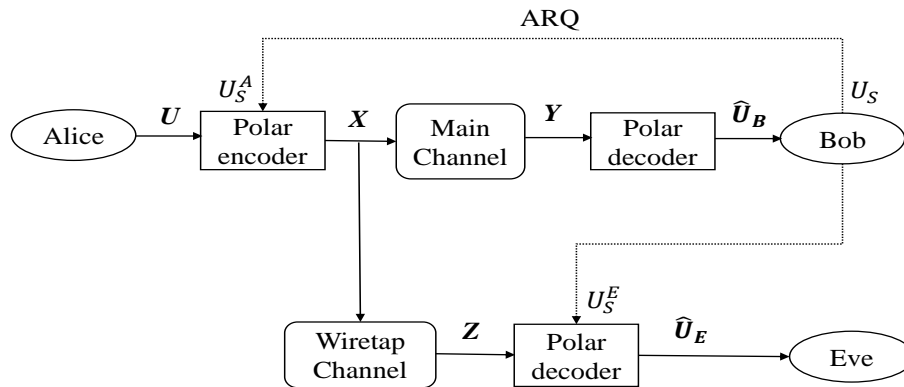 ARQ
U_S^A
U_S
Alice
U
Polar
encoder
X
Main
Channel
Y
Polar
decoder
Û_B
Bob
U_S^E
Wiretap
Channel
Z
Polar
decoder
Û_E
Eve